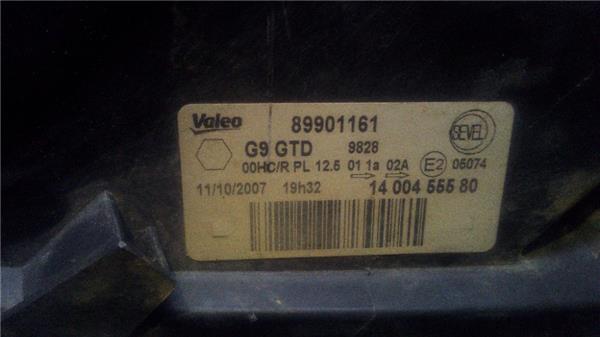 Valeo 89901161
SEVEL
G9 GTD 9828
00HC/R PL 12.5 01 1a 02A E2 05074
11/10/2007 19h32 14 004 555 80